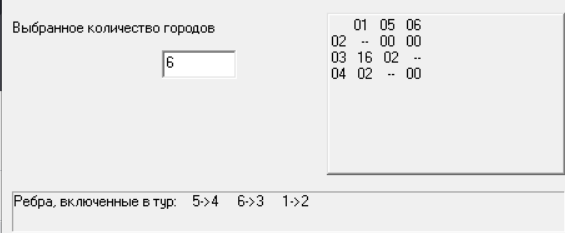 Выбранное количество городов
6
01 05 06
02 -- 00 00
03 16 02 --
04 02 -- 00
Ребра, включенные в тур: 5->4 6->3 1->2